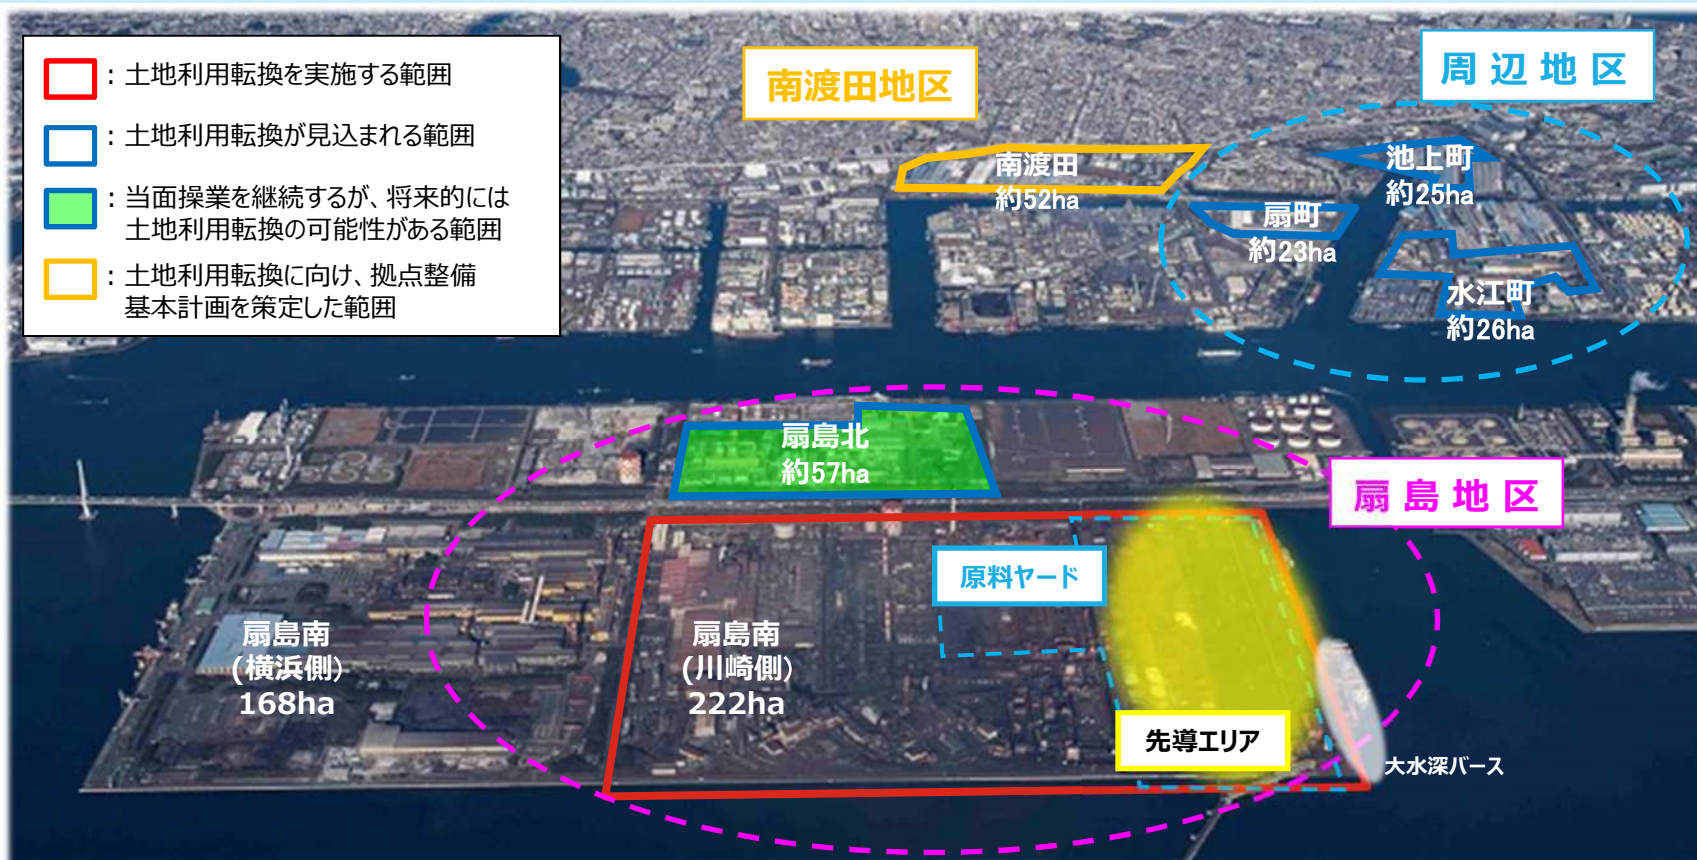 ：土地利用転換を実施する範囲
：土地利用転換が見込まれる範囲
：当面操業を継続するが、将来的には
土地利用転換の可能性がある範囲
：土地利用転換に向け、拠点整備
基本計画を策定した範囲
南渡田地区
周辺地区
南渡田
約52ha
池上町
約25ha
扇町
約23ha
水江町
約26ha
扇島北
約57ha
扇島地区
原料ヤード
扇島南
(横浜側)
168ha
扇島南
(川崎側)
222ha
先導エリア
大水深バース